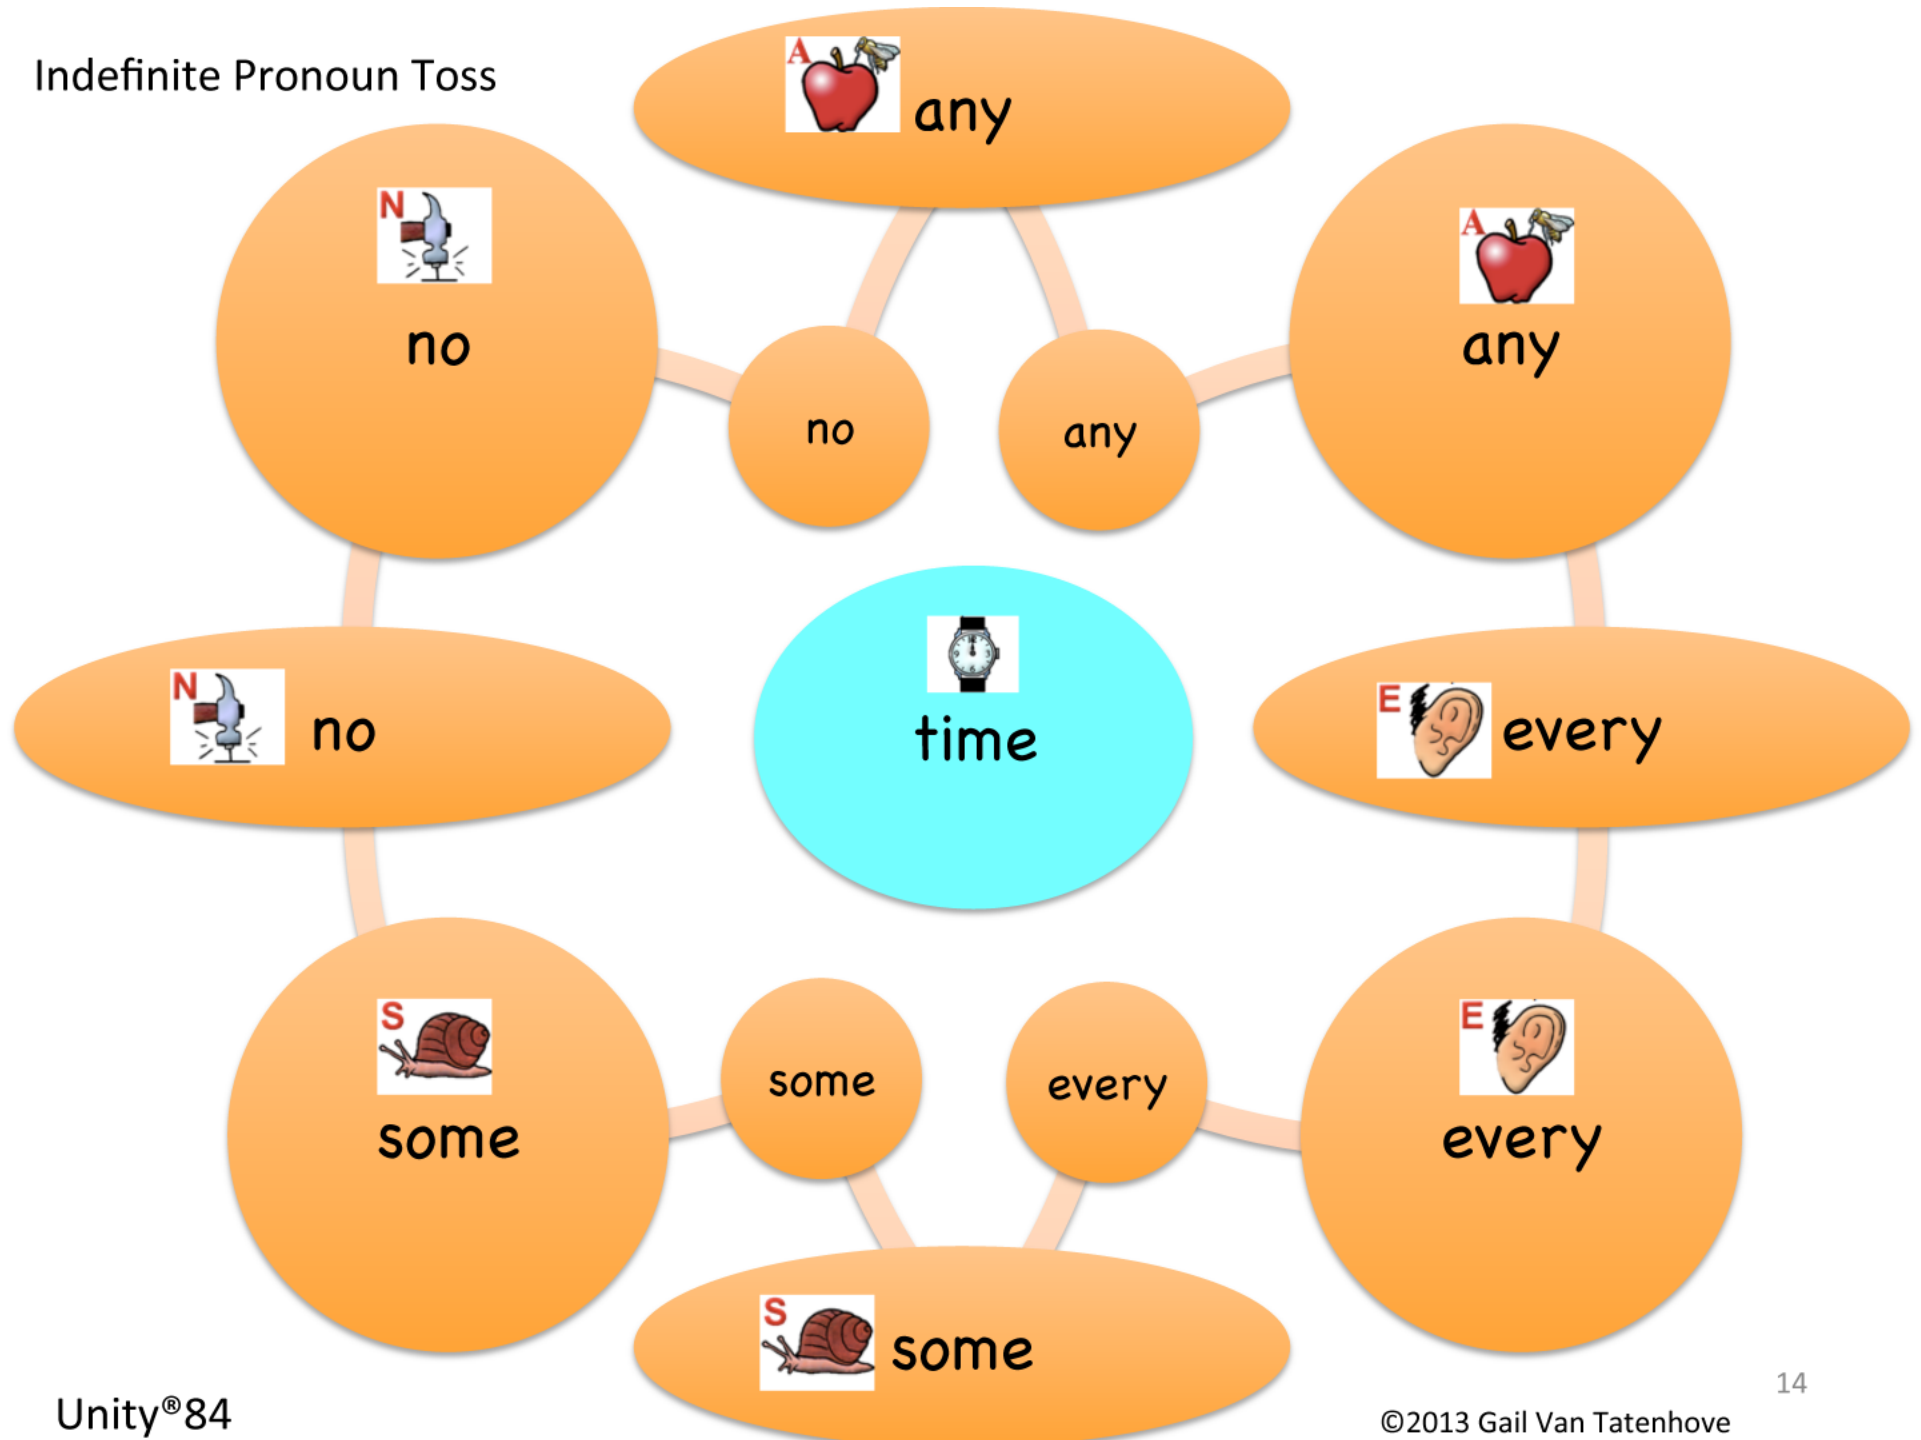 Indefinite Pronoun Toss
A
any
N
no
A
any
no
any
N
no
time
E
every
S
some
some
every
E
every
S
some
14
Unity®84
©2013 Gail Van Tatenhove